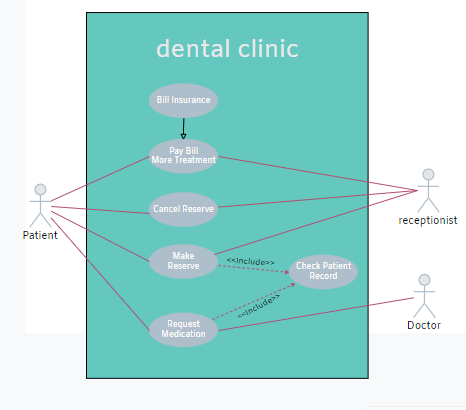 dental clinic
Bill Insurance
Pay Bill
More Treatment
Cancel Reserve
receptionist
Patient
Make
Reserve
<<Include>>
Check Patient
Record
<<Include>>
Request
Medication
Doctor